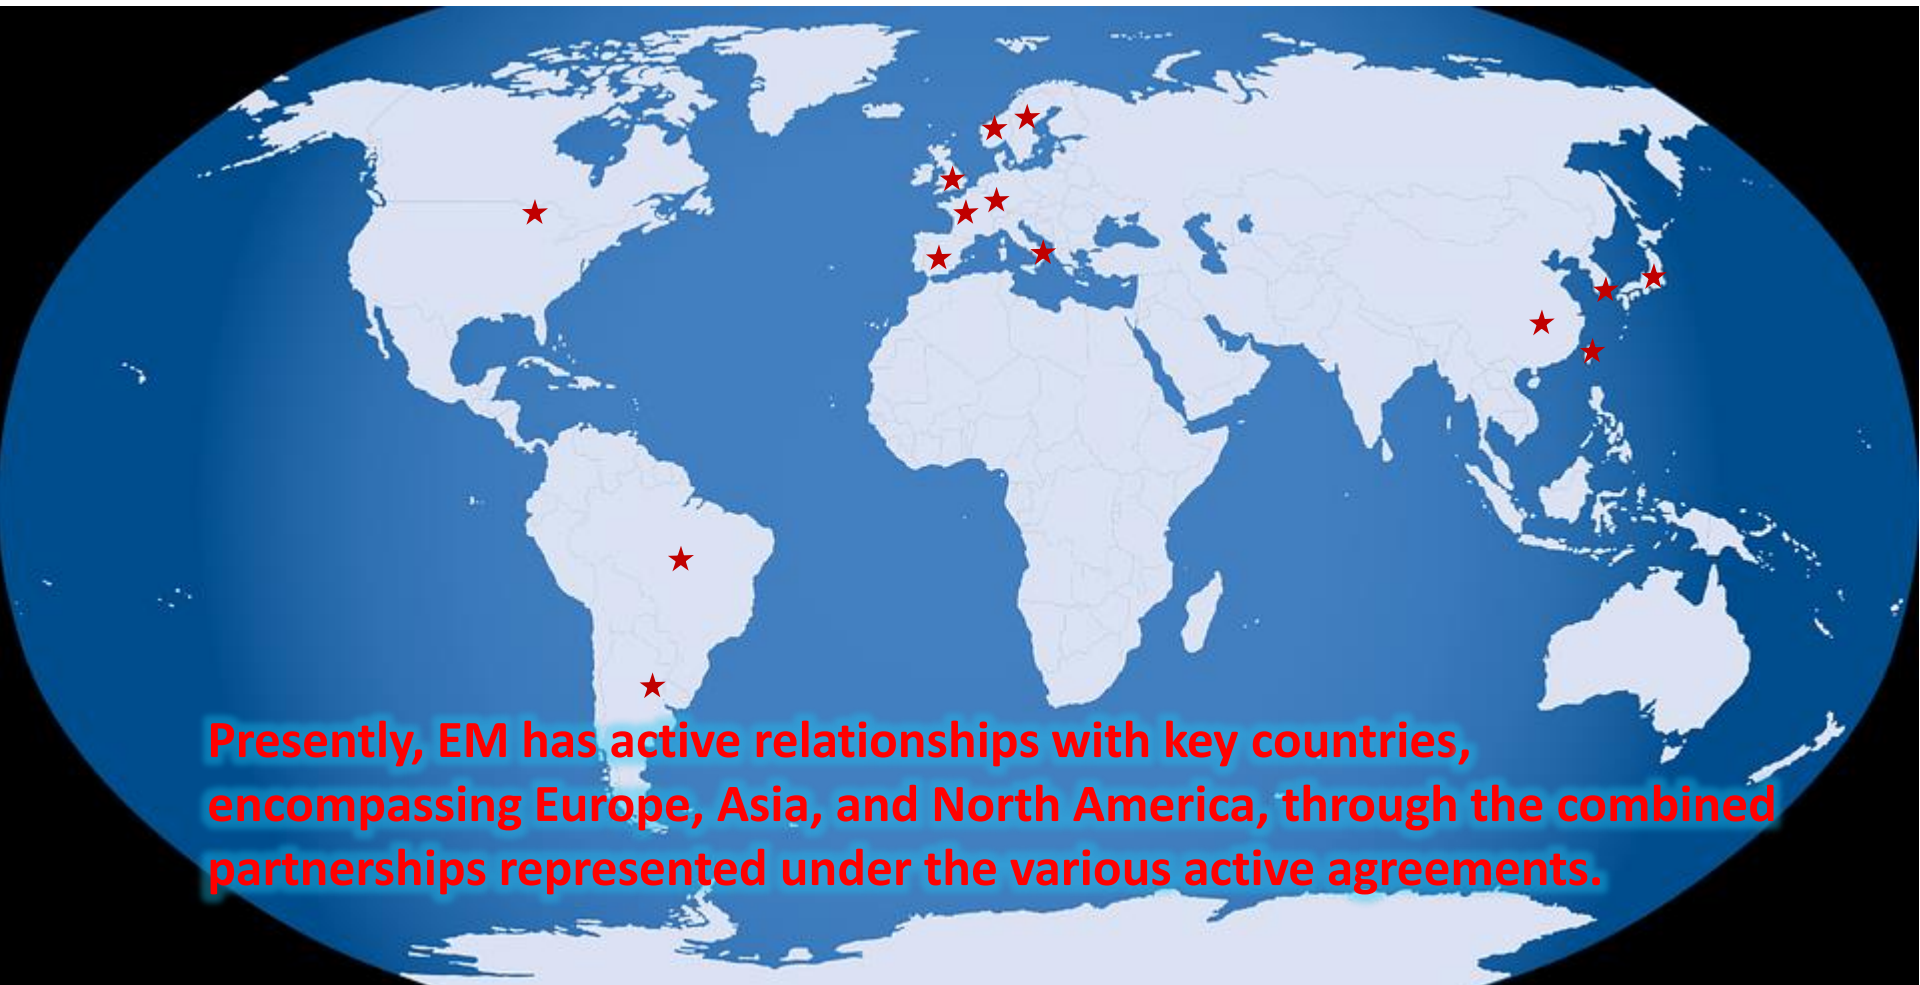 Presently, EM has active relationships with key countries,
encompassing Europe, Asia, and North America, through the combined
partnerships represented under the various active agreements.